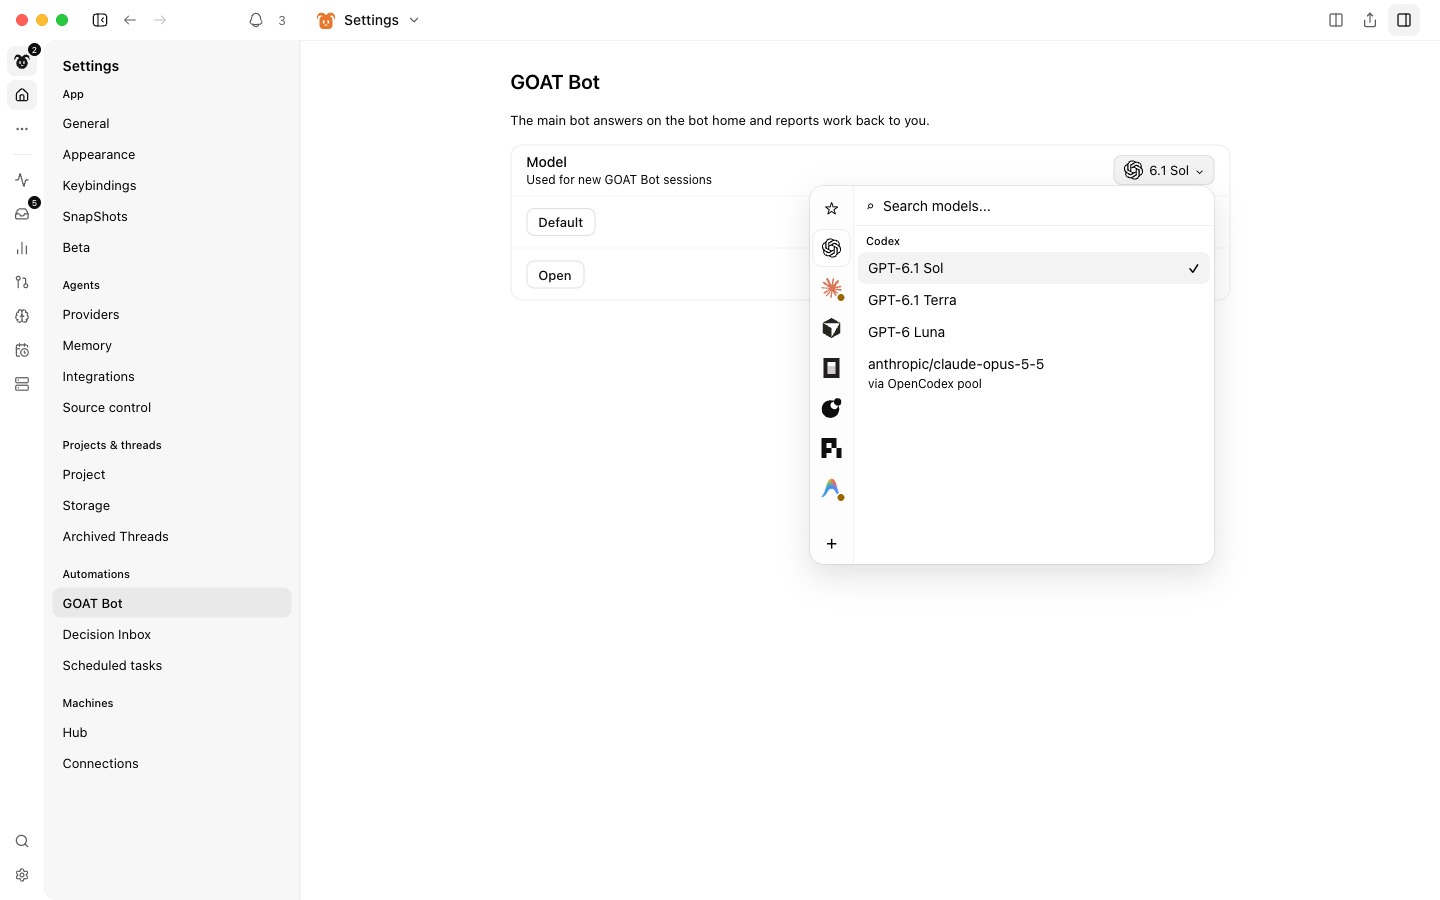 3
Settings
2
5
Settings
App
General
Appearance
Keybindings
SnapShots
Beta
Agents
Providers
Memory
Integrations
Source control
Projects & threads
Project
Storage
Archived Threads
Automations
GOAT Bot
Decision Inbox
Scheduled tasks
Machines
Hub
Connections
GOAT Bot
The main bot answers on the bot home and reports work back to you.
Model
Used for new GOAT Bot sessions
6.1 Sol
Default
Open
Search models...
Codex
GPT-6.1 Sol
GPT-6.1 Terra
GPT-6 Luna
anthropic/claude-opus-5-5
via OpenCodex pool